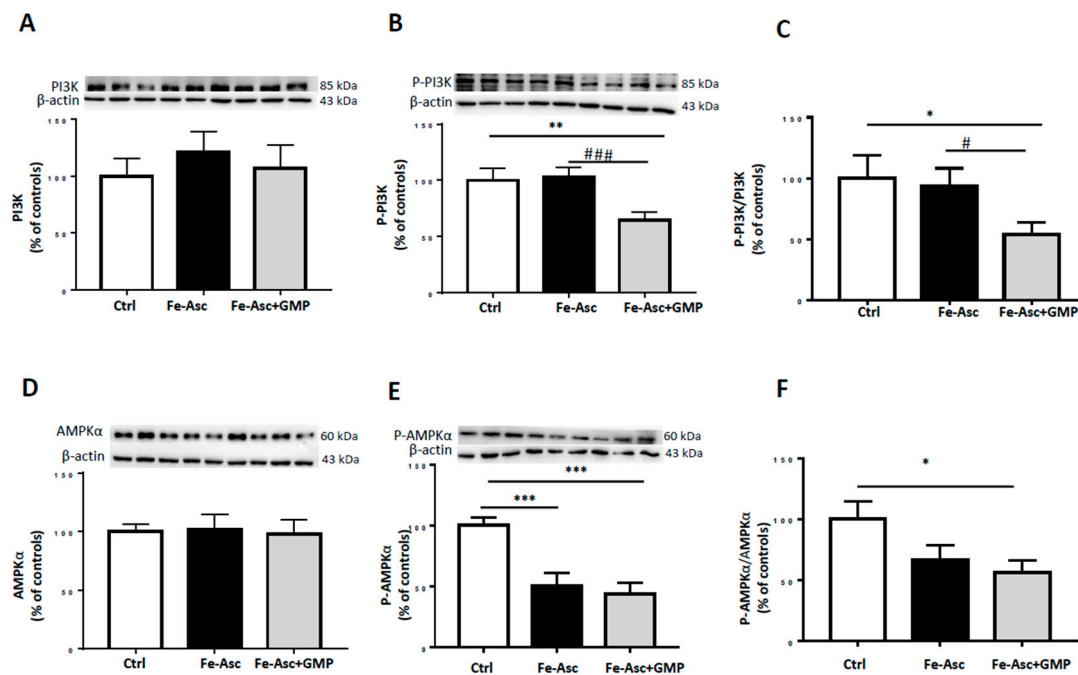 A
PI3K
85 kDa
β-actin
43 kDa
150
100
50
0
PI3K
(% of controls)
Ctrl
Fe-Asc
Fe-Asc+GMP
B
P-PI3K
85 kDa
β-actin
43 kDa
150
100
50
0
**
###
P-PI3K
(% of controls)
Ctrl
Fe-Asc
Fe-Asc+GMP
C
150
100
50
0
*
#
P-PI3K/PI3K
(% of controls)
Ctrl
Fe-Asc
Fe-Asc+GMP
D
AMPKα
60 kDa
β-actin
43 kDa
150
100
50
0
AMPKα
(% of controls)
Ctrl
Fe-Asc
Fe-Asc+GMP
E
P-AMPKα
60 kDa
β-actin
43 kDa
150
100
50
0
***
***
P-AMPKα
(% of controls)
Ctrl
Fe-Asc
Fe-Asc+GMP
F
150
100
50
0
*
P-AMPKα/AMPKα
(% of controls)
Ctrl
Fe-Asc
Fe-Asc+GMP